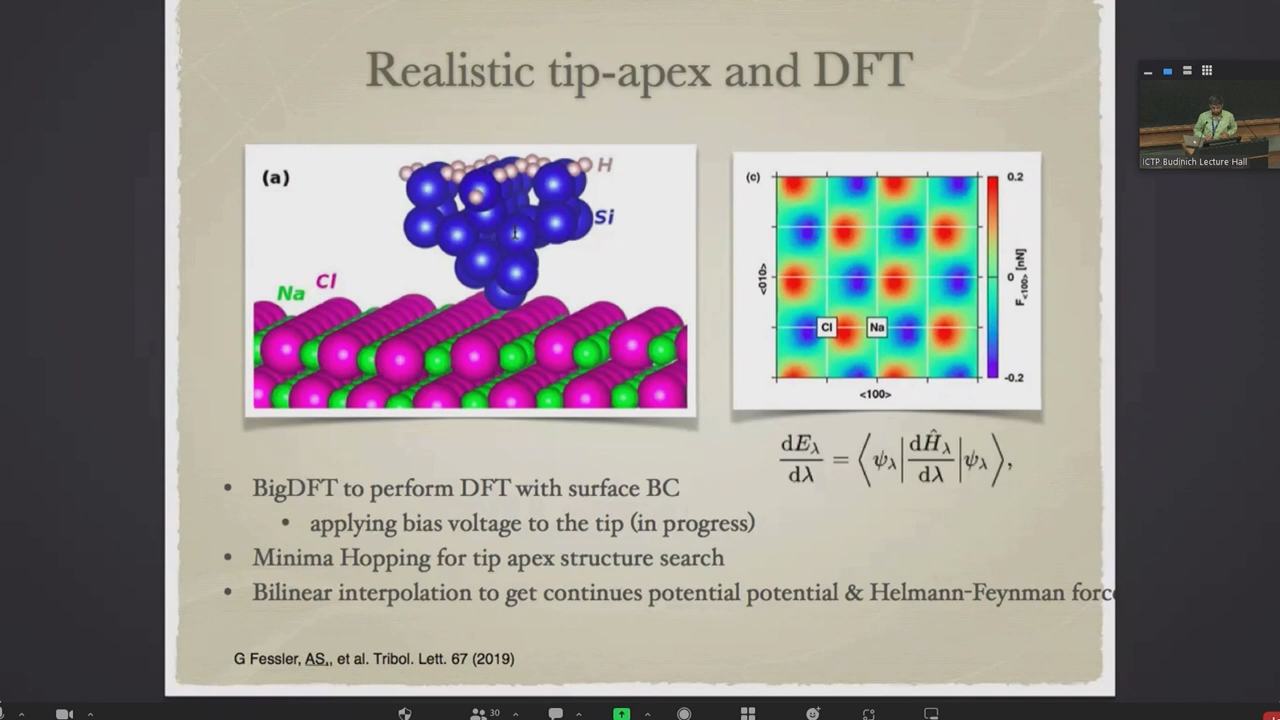 Realistic tip-apex and DFT
(a)
H
Si
Na
Cl
(c)
<010>
Cl
Na
<100>
0.2
0
-0.2
F<100> [nN]
dEλ/dλ = ⟨ψλ|dĤλ/dλ|ψλ⟩,
• BigDFT to perform DFT with surface BC
• applying bias voltage to the tip (in progress)
• Minima Hopping for tip apex structure search
• Bilinear interpolation to get continues potential potential & Helmann-Feynman force
G Fessler, AS,, et al. Tribol. Lett. 67 (2019)
ICTP Budinich Lecture Hall
30